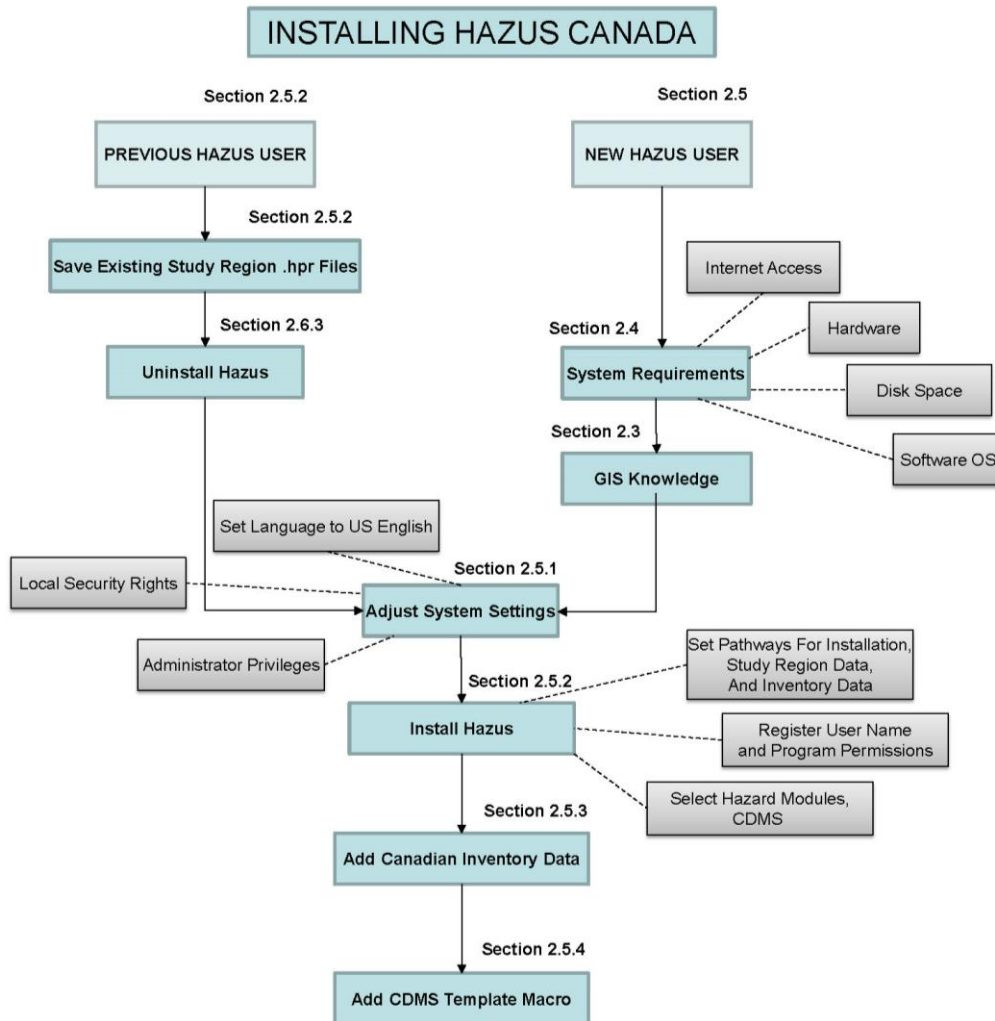 INSTALLING HAZUS CANADA
Section 2.5.2
Section 2.5
PREVIOUS HAZUS USER
NEW HAZUS USER
Section 2.5.2
Save Existing Study Region .hpr Files
Internet Access
Section 2.6.3
Section 2.4
Hardware
Uninstall Hazus
System Requirements
Disk Space
Section 2.3
Software OS
GIS Knowledge
Set Language to US English
Section 2.5.1
Local Security Rights
Adjust System Settings
Administrator Privileges
Section 2.5.2
Set Pathways For Installation,
Study Region Data,
And Inventory Data
Install Hazus
Register User Name
and Program Permissions
Select Hazard Modules,
CDMS
Section 2.5.3
Add Canadian Inventory Data
Section 2.5.4
Add CDMS Template Macro